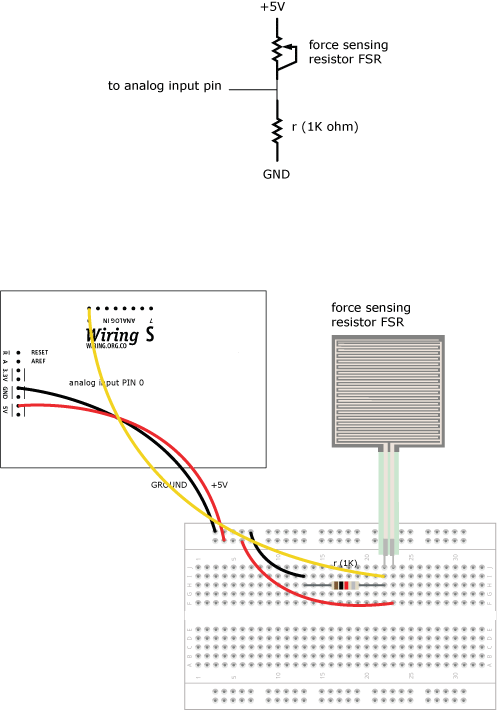 +5V
force sensing
resistor FSR
to analog input pin
r (1K ohm)
GND
force sensing
resistor FSR
7 ANALOG IN
Wiring S
WIRING.ORG.CO
RESET
AREF
3.3V
GND
5V
analog input PIN 0
GROUND
+5V
r (1K)
1 5 10 15 20 25 30
J
I
H
G
F
E
D
C
B
A
1 5 10 15 20 25 30